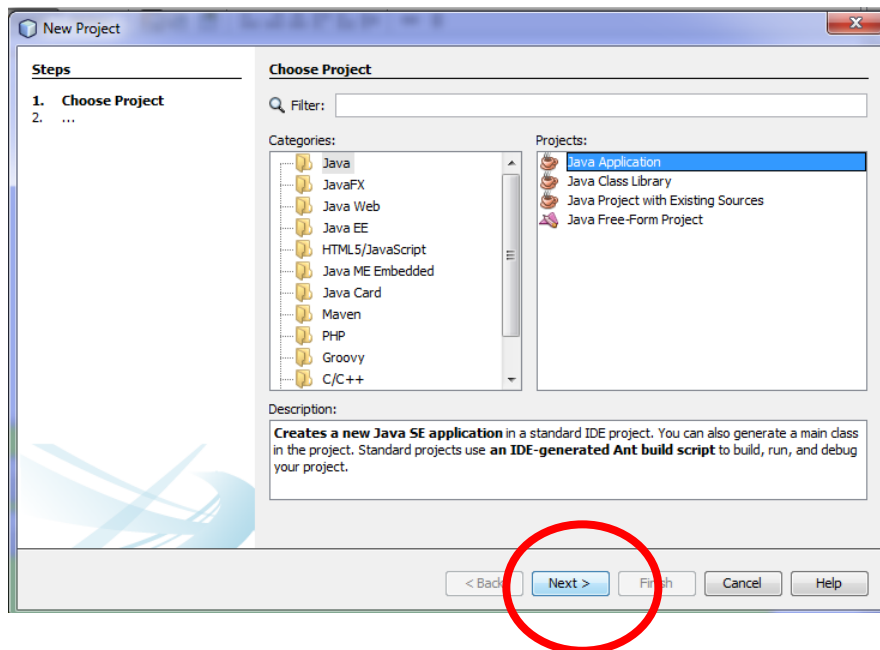 New Project
Steps
1. Choose Project
2. ...
Choose Project
Filter:
Categories:
Java
JavaFX
Java Web
Java EE
HTML5/JavaScript
Java ME Embedded
Java Card
Maven
PHP
Groovy
C/C++
Projects:
Java Application
Java Class Library
Java Project with Existing Sources
Java Free-Form Project
Description:
Creates a new Java SE application in a standard IDE project. You can also generate a main class
in the project. Standard projects use an IDE-generated Ant build script to build, run, and debug
your project.
< Back
Next >
Finish
Cancel
Help